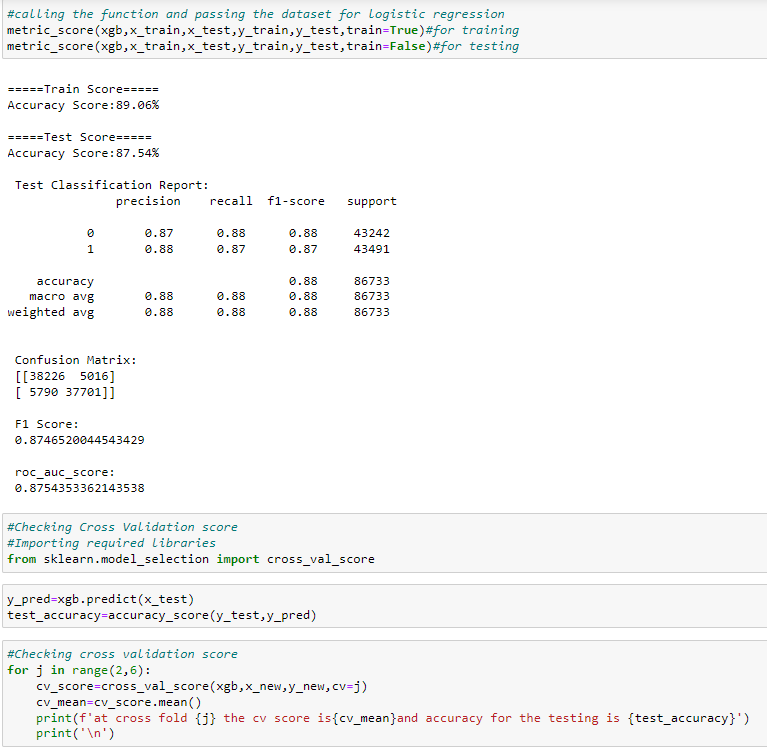 #calling the function and passing the dataset for logistic regression
metric_score(xgb,x_train,x_test,y_train,y_test,train=True)#for training
metric_score(xgb,x_train,x_test,y_train,y_test,train=False)#for testing
=====Train Score=====
Accuracy Score:89.06%
=====Test Score=====
Accuracy Score:87.54%
Test Classification Report:
precision recall f1-score support
0 0.87 0.88 0.88 43242
1 0.88 0.87 0.87 43491
accuracy 0.88 86733
macro avg 0.88 0.88 0.88 86733
weighted avg 0.88 0.88 0.88 86733
Confusion Matrix:
[[38226 5016]
[ 5790 37701]]
F1 Score:
0.8746520044543429
roc_auc_score:
0.8754353362143538
#Checking Cross Validation score
#Importing required libraries
from sklearn.model_selection import cross_val_score
y_pred=xgb.predict(x_test)
test_accuracy=accuracy_score(y_test,y_pred)
#Checking cross validation score
for j in range(2,6):
cv_score=cross_val_score(xgb,x_new,y_new,cv=j)
cv_mean=cv_score.mean()
print(f'at cross fold {j} the cv score is{cv_mean}and accuracy for the testing is {test_accuracy}')
print('\n')